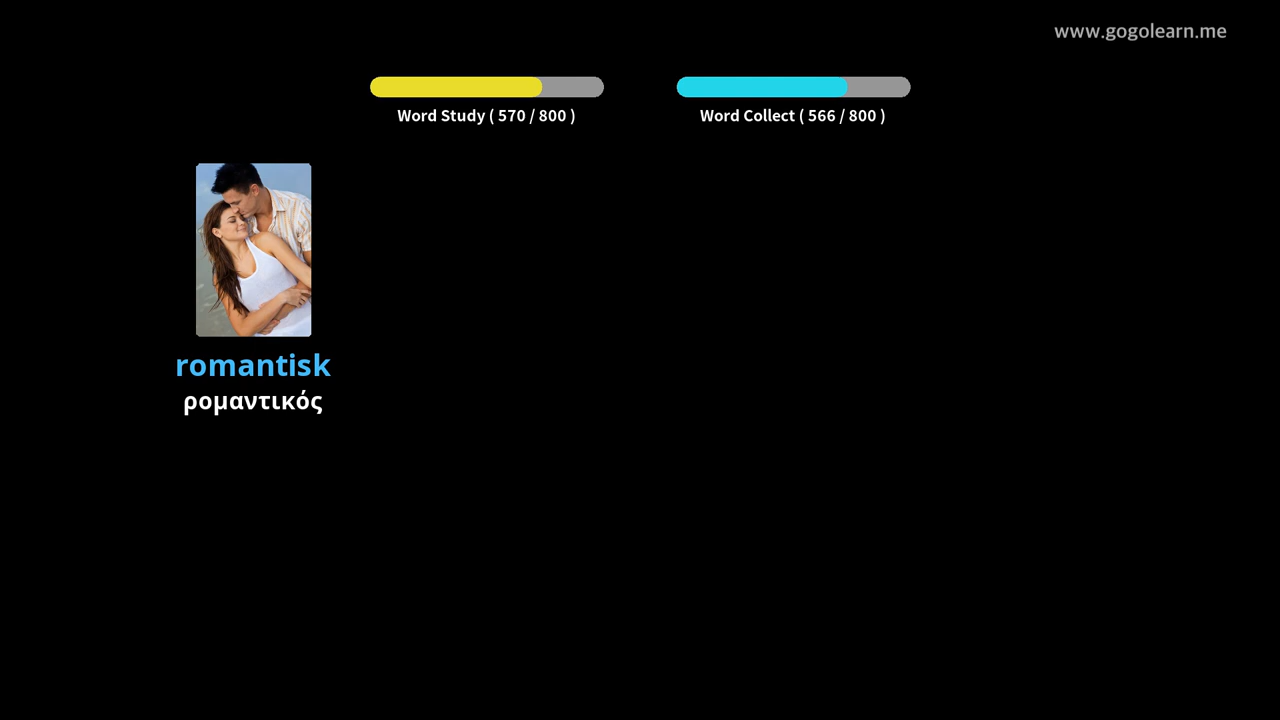 www.gogolearn.me
Word Study ( 570 / 800 )
Word Collect ( 566 / 800 )
romantisk
ρομαντικός